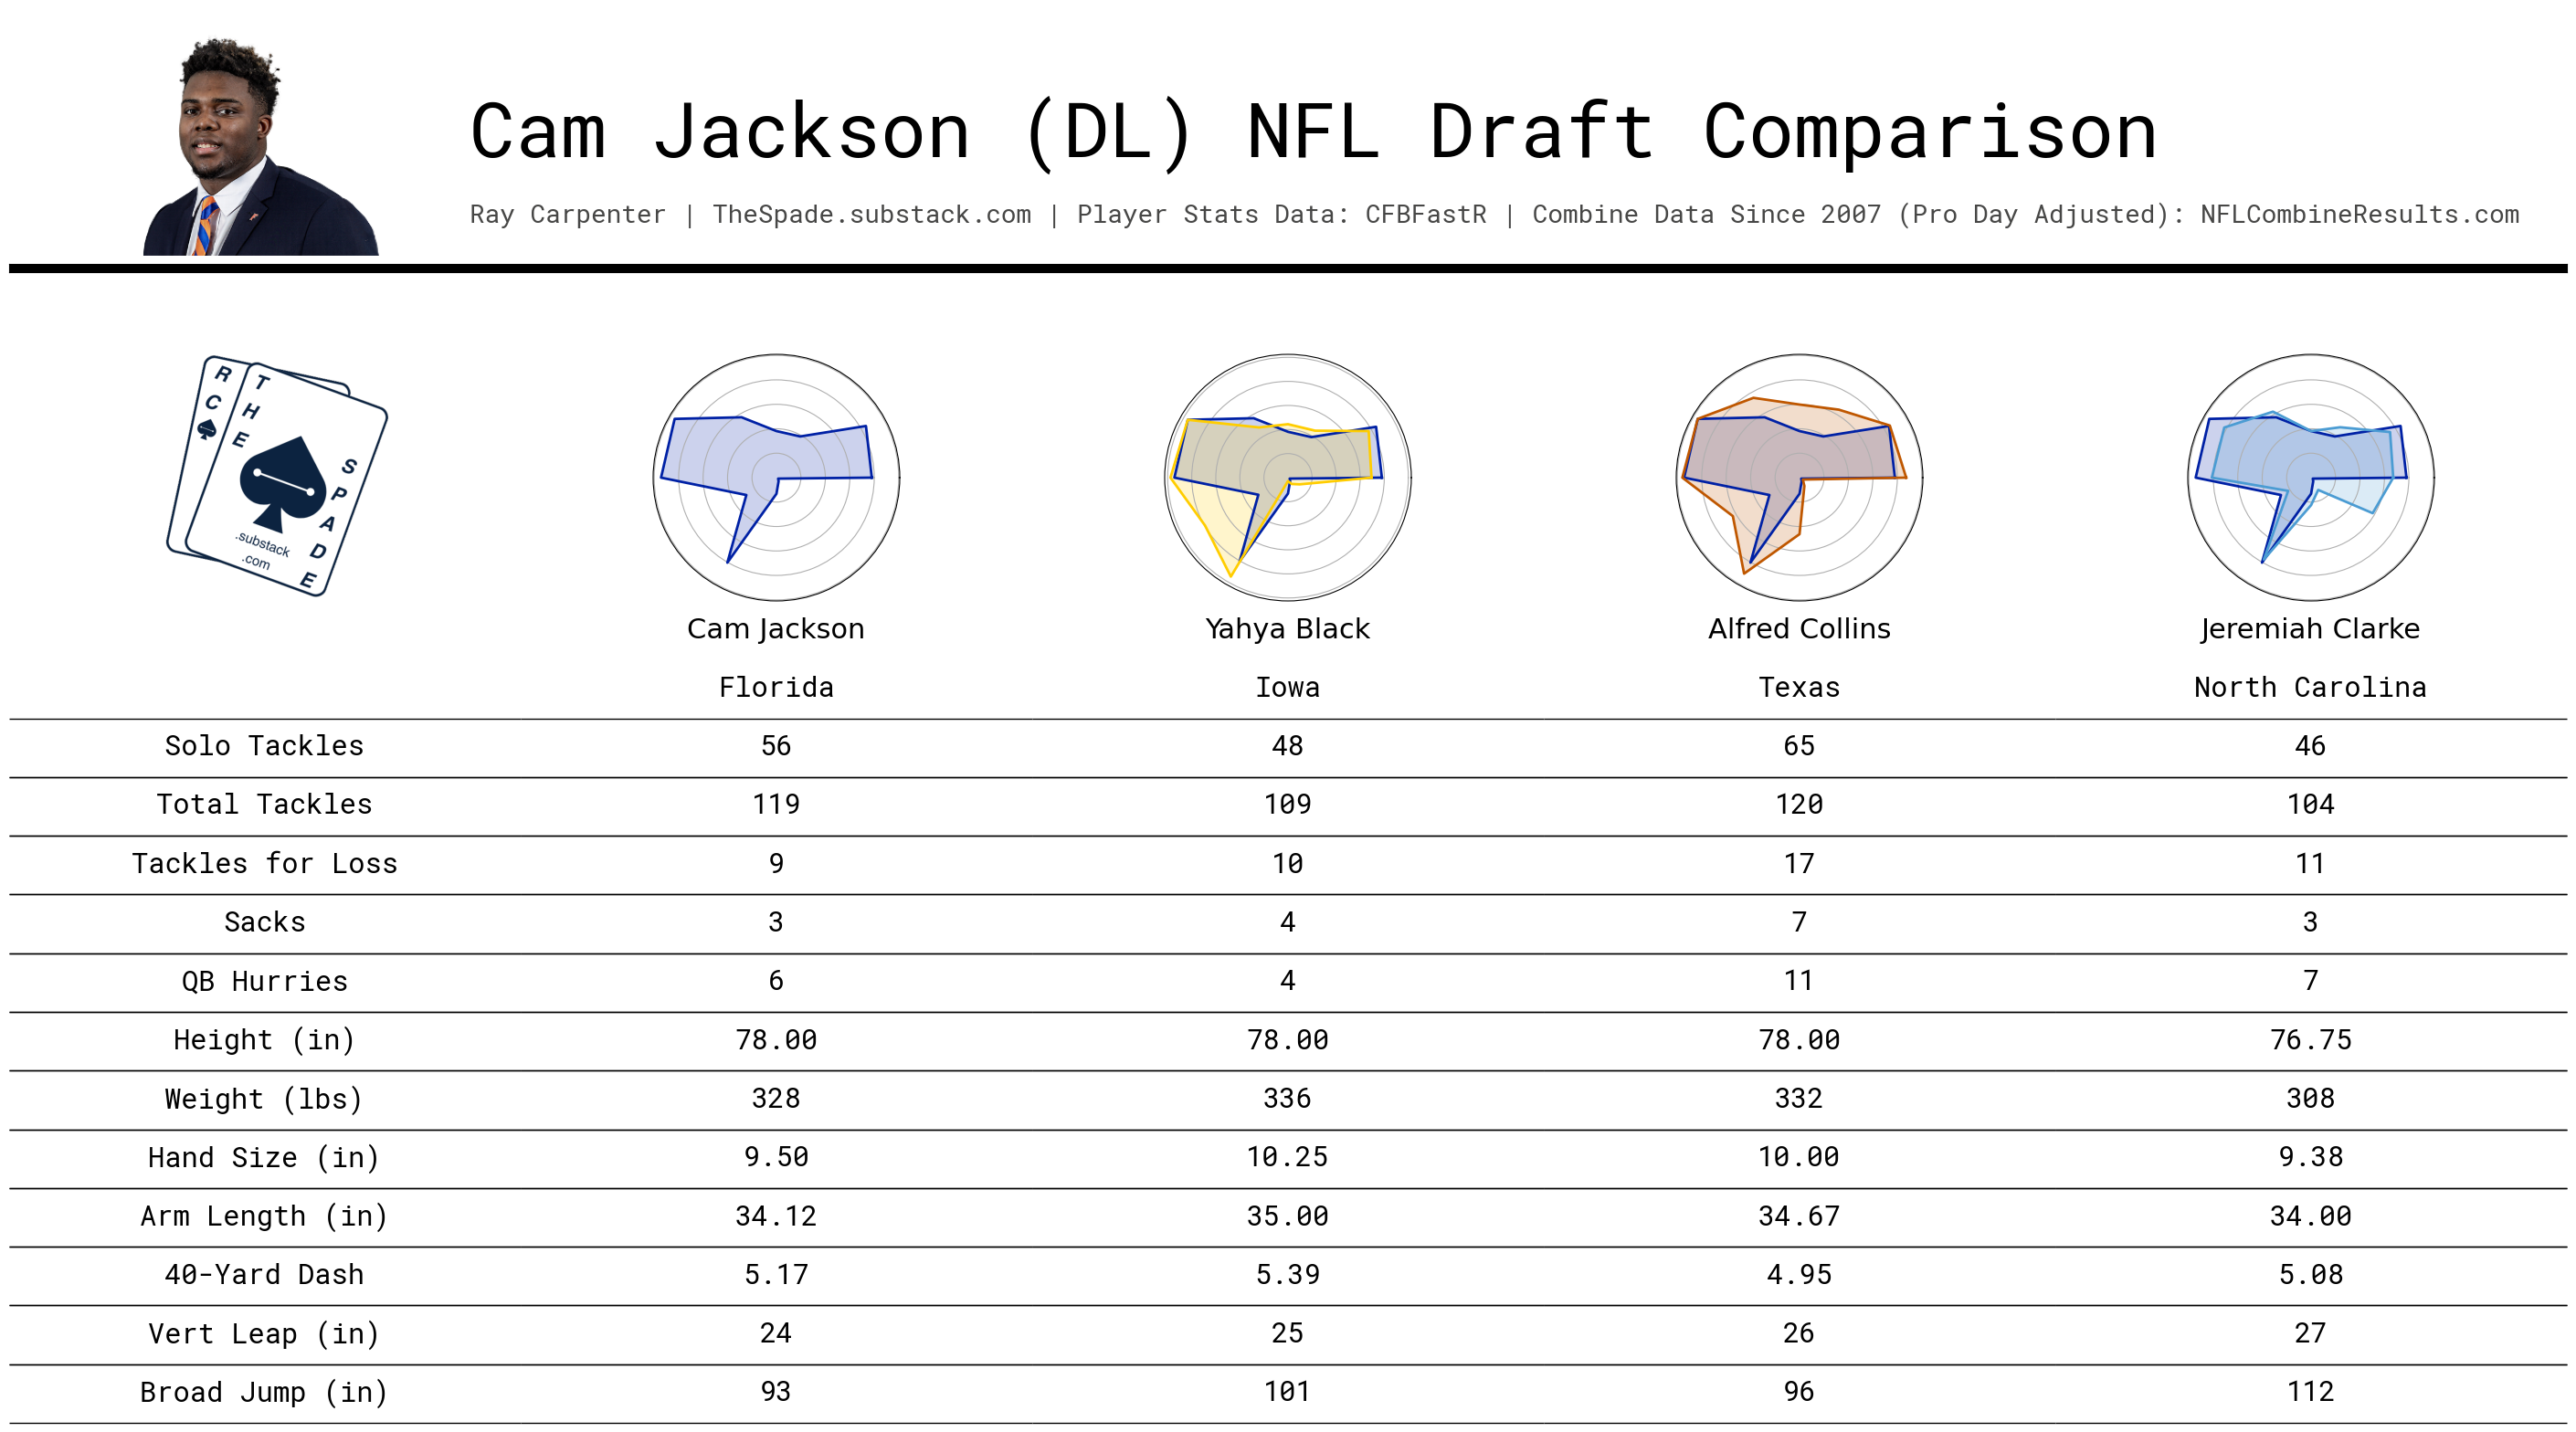 Cam Jackson (DL) NFL Draft Comparison
Ray Carpenter | TheSpade.substack.com | Player Stats Data: CFBFastR | Combine Data Since 2007 (Pro Day Adjusted): NFLCombineResults.com
RC
THE
SPADE
.substack
.com
Cam Jackson Yahya Black Alfred Collins Jeremiah Clarke
Florida Iowa Texas North Carolina
Solo Tackles 56 48 65 46
Total Tackles 119 109 120 104
Tackles for Loss 9 10 17 11
Sacks 3 4 7 3
QB Hurries 6 4 11 7
Height (in) 78.00 78.00 78.00 76.75
Weight (lbs) 328 336 332 308
Hand Size (in) 9.50 10.25 10.00 9.38
Arm Length (in) 34.12 35.00 34.67 34.00
40-Yard Dash 5.17 5.39 4.95 5.08
Vert Leap (in) 24 25 26 27
Broad Jump (in) 93 101 96 112